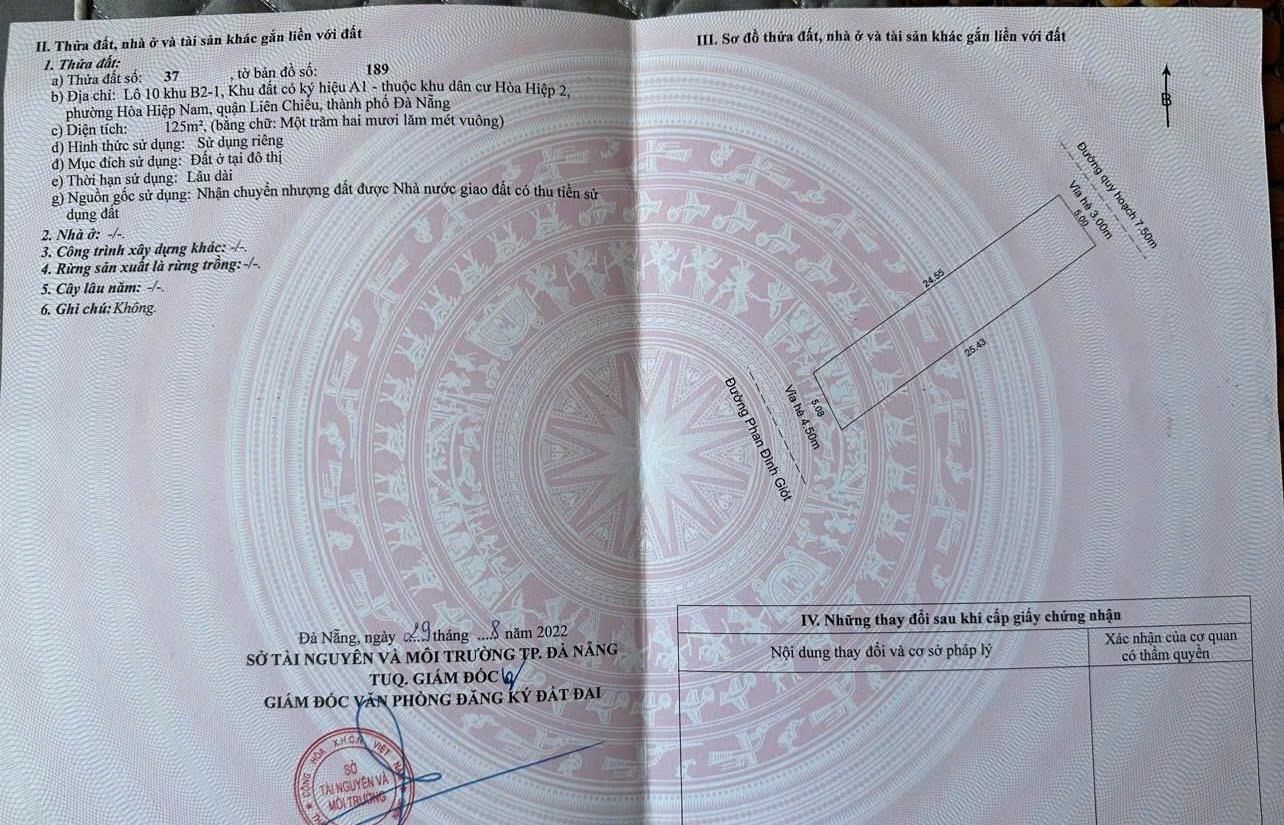 II. Thửa đất, nhà ở và tài sản khác gắn liền với đất
1. Thửa đất:
a) Thửa đất số: 37 , tờ bản đồ số: 189
b) Địa chỉ: Lô 10 khu B2-1, Khu đất có ký hiệu A1 - thuộc khu dân cư Hòa Hiệp 2,
phường Hòa Hiệp Nam, quận Liên Chiểu, thành phố Đà Nẵng
c) Diện tích: 125m², (bằng chữ: Một trăm hai mươi lăm mét vuông)
d) Hình thức sử dụng: Sử dụng riêng
đ) Mục đích sử dụng: Đất ở tại đô thị
e) Thời hạn sử dụng: Lâu dài
g) Nguồn gốc sử dụng: Nhận chuyển nhượng đất được Nhà nước giao đất có thu tiền sử
dụng đất
2. Nhà ở: -/-.
3. Công trình xây dựng khác: -/-.
4. Rừng sản xuất là rừng trồng: -/-.
5. Cây lâu năm: -/-.
6. Ghi chú: Không.
Đà Nẵng, ngày 29 tháng ...8 năm 2022
SỞ TÀI NGUYÊN VÀ MÔI TRƯỜNG TP. ĐÀ NẴNG
TUQ. GIÁM ĐỐC
GIÁM ĐỐC VĂN PHÒNG ĐĂNG KÝ ĐẤT ĐAI
CỘNG HÒA X.H.C.N VIỆT NAM
SỞ
TÀI NGUYÊN VÀ
MÔI TRƯỜNG
III. Sơ đồ thửa đất, nhà ở và tài sản khác gắn liền với đất
B
Đường quy hoạch 7.50m
Vỉa hè 3.00m
5.00
24.55
25.43
5.08
Vỉa hè 4.50m
Đường Phan Đình Giót
IV. Những thay đổi sau khi cấp giấy chứng nhận
Nội dung thay đổi và cơ sở pháp lý
Xác nhận của cơ quan
có thẩm quyền